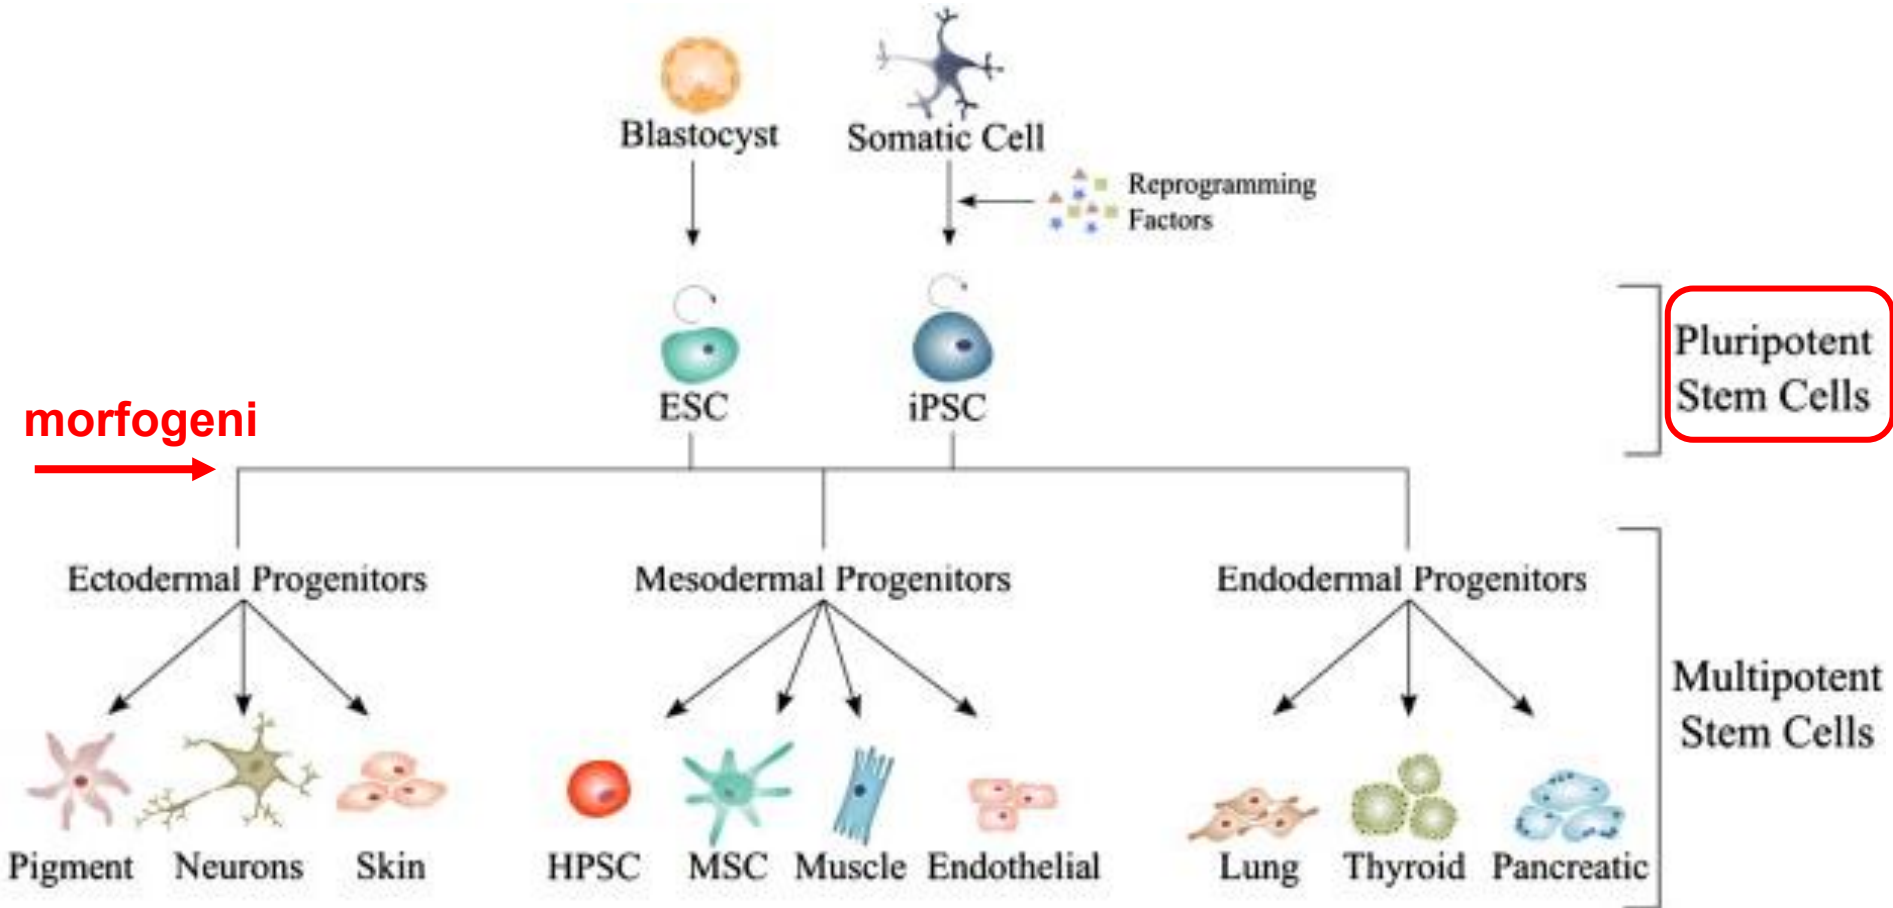 Blastocyst
Somatic Cell
Reprogramming
Factors
ESC
iPSC
Pluripotent
Stem Cells
morfogeni
Ectodermal Progenitors
Mesodermal Progenitors
Endodermal Progenitors
Multipotent
Stem Cells
Pigment
Neurons
Skin
HPSC
MSC
Muscle
Endothelial
Lung
Thyroid
Pancreatic